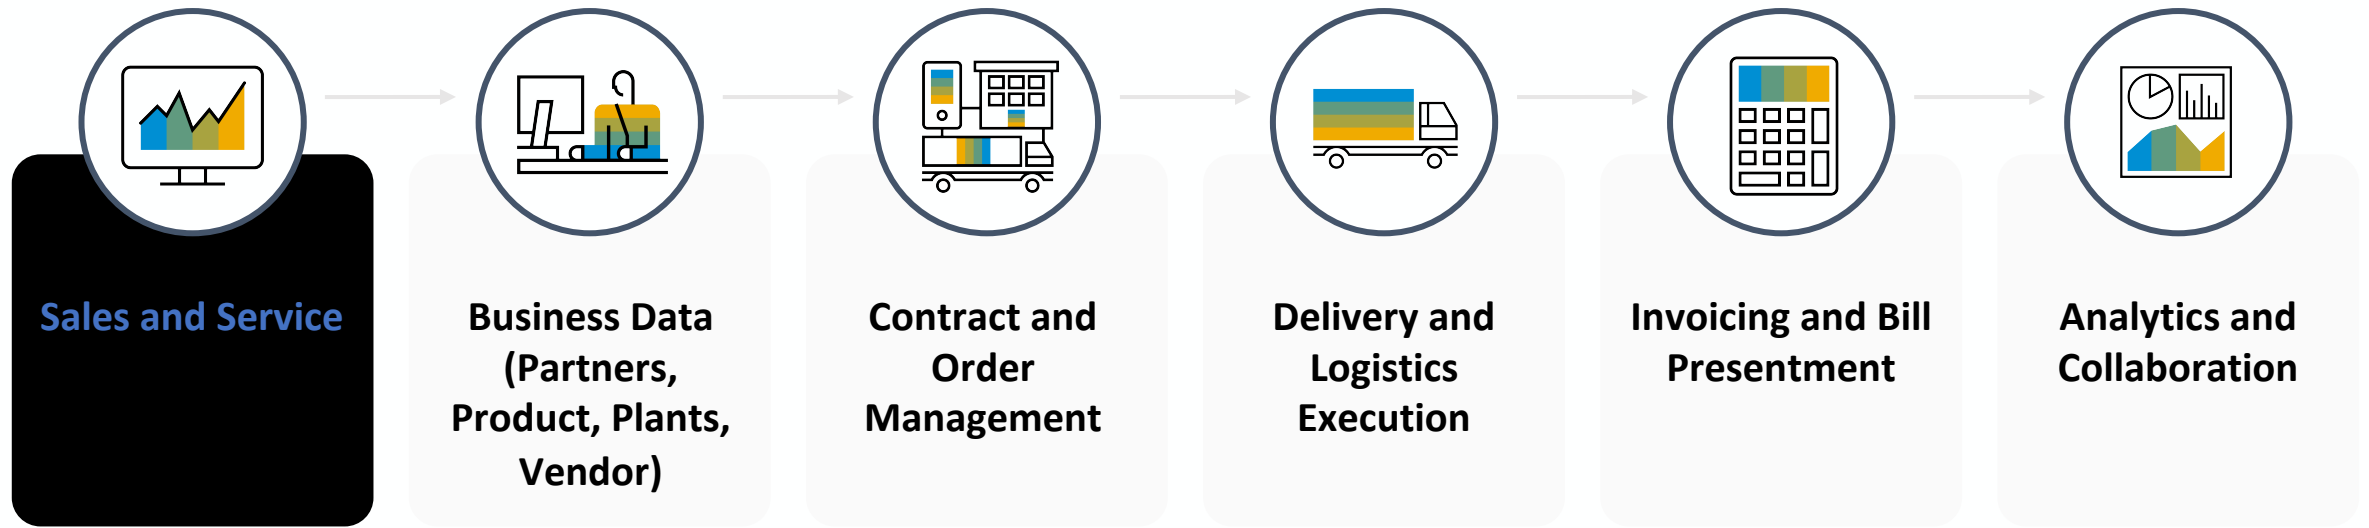 Sales and Service
Business Data
(Partners,
Product, Plants,
Vendor)
Contract and
Order
Management
Delivery and
Logistics
Execution
Invoicing and Bill
Presentment
Analytics and
Collaboration